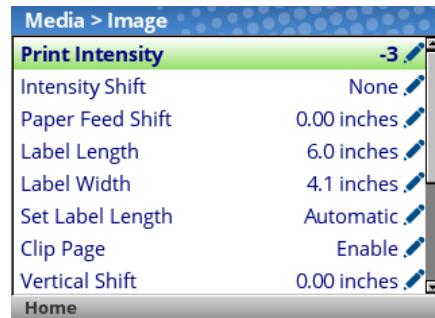 Media > Image
Print Intensity -3
Intensity Shift None
Paper Feed Shift 0.00 inches
Label Length 6.0 inches
Label Width 4.1 inches
Set Label Length Automatic
Clip Page Enable
Vertical Shift 0.00 inches
Home